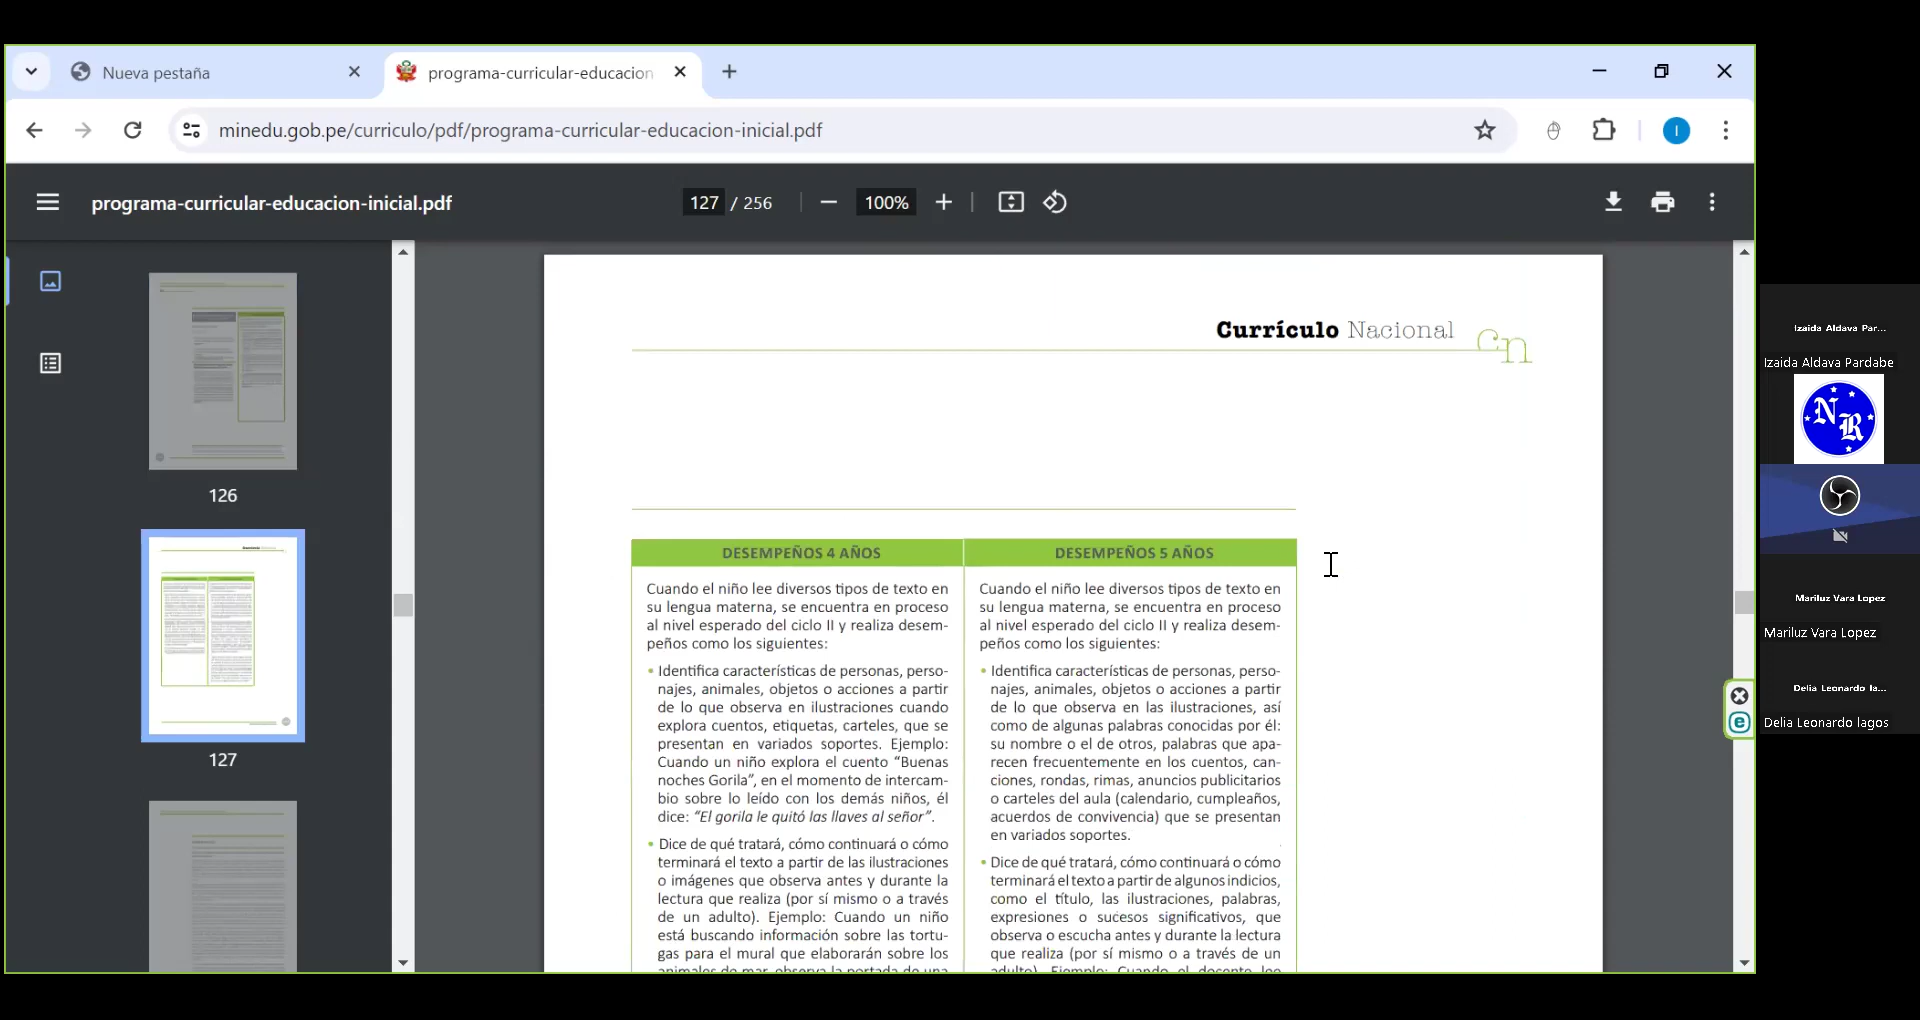 Nueva pestaña
programa-curricular-educacion
minedu.gob.pe/curriculo/pdf/programa-curricular-educacion-inicial.pdf
I
programa-curricular-educacion-inicial.pdf
127 / 256
100%
126
127
Currículo Nacional
cn
DESEMPEÑOS 4 AÑOS
Cuando el niño lee diversos tipos de texto en
su lengua materna, se encuentra en proceso
al nivel esperado del ciclo II y realiza desem-
peños como los siguientes:
• Identifica características de personas, perso-
najes, animales, objetos o acciones a partir
de lo que observa en ilustraciones cuando
explora cuentos, etiquetas, carteles, que se
presentan en variados soportes. Ejemplo:
Cuando un niño explora el cuento “Buenas
noches Gorila”, en el momento de intercam-
bio sobre lo leído con los demás niños, él
dice: “El gorila le quitó las llaves al señor”.
• Dice de qué tratará, cómo continuará o cómo
terminará el texto a partir de las ilustraciones
o imágenes que observa antes y durante la
lectura que realiza (por sí mismo o a través
de un adulto). Ejemplo: Cuando un niño
está buscando información sobre las tortu-
gas para el mural que elaborarán sobre los
animales de mar, observa la portada de una
DESEMPEÑOS 5 AÑOS
Cuando el niño lee diversos tipos de texto en
su lengua materna, se encuentra en proceso
al nivel esperado del ciclo II y realiza desem-
peños como los siguientes:
• Identifica características de personas, perso-
najes, animales, objetos o acciones a partir
de lo que observa en las ilustraciones, así
como de algunas palabras conocidas por él:
su nombre o el de otros, palabras que apa-
recen frecuentemente en los cuentos, can-
ciones, rondas, rimas, anuncios publicitarios
o carteles del aula (calendario, cumpleaños,
acuerdos de convivencia) que se presentan
en variados soportes.
• Dice de qué tratará, cómo continuará o cómo
terminará el texto a partir de algunos indicios,
como el título, las ilustraciones, palabras,
expresiones o sucesos significativos, que
observa o escucha antes y durante la lectura
que realiza (por sí mismo o a través de un
adulto). Ejemplo: Cuando el docente lee
Izaida Aldava Par...
Izaida Aldava Pardabe
NR
Mariluz Vara Lopez
Mariluz Vara Lopez
Delia Leonardo la...
Delia Leonardo lagos